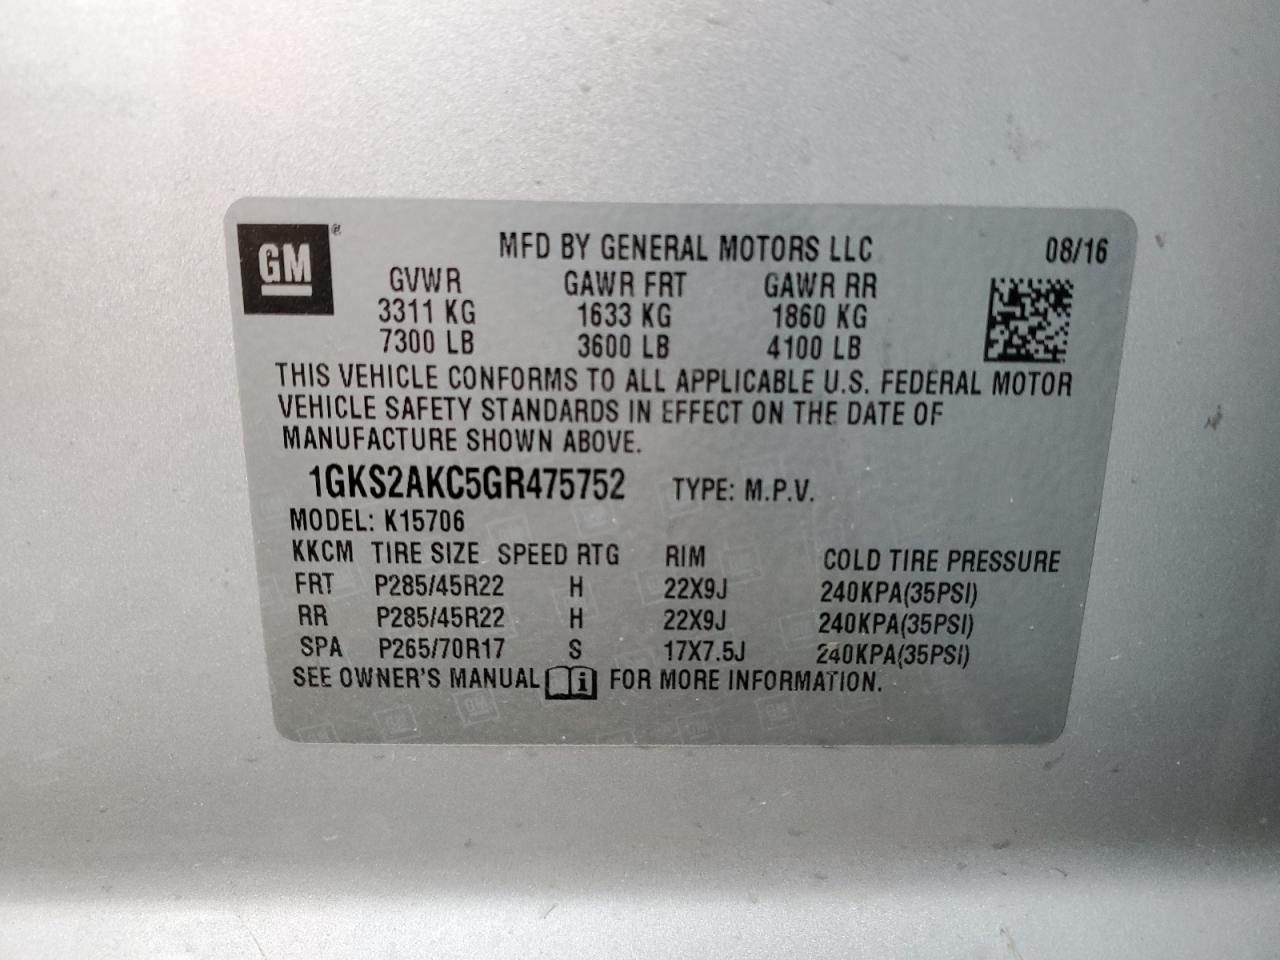 GM®
MFD BY GENERAL MOTORS LLC 08/16
GVWR GAWR FRT GAWR RR
3311 KG 1633 KG 1860 KG
7300 LB 3600 LB 4100 LB
THIS VEHICLE CONFORMS TO ALL APPLICABLE U.S. FEDERAL MOTOR
VEHICLE SAFETY STANDARDS IN EFFECT ON THE DATE OF
MANUFACTURE SHOWN ABOVE.
1GKS2AKC5GR475752 TYPE: M.P.V.
MODEL: K15706
KKCM TIRE SIZE SPEED RTG RIM COLD TIRE PRESSURE
FRT P285/45R22 H 22X9J 240KPA(35PSI)
RR P285/45R22 H 22X9J 240KPA(35PSI)
SPA P265/70R17 S 17X7.5J 240KPA(35PSI)
SEE OWNER'S MANUAL i FOR MORE INFORMATION.